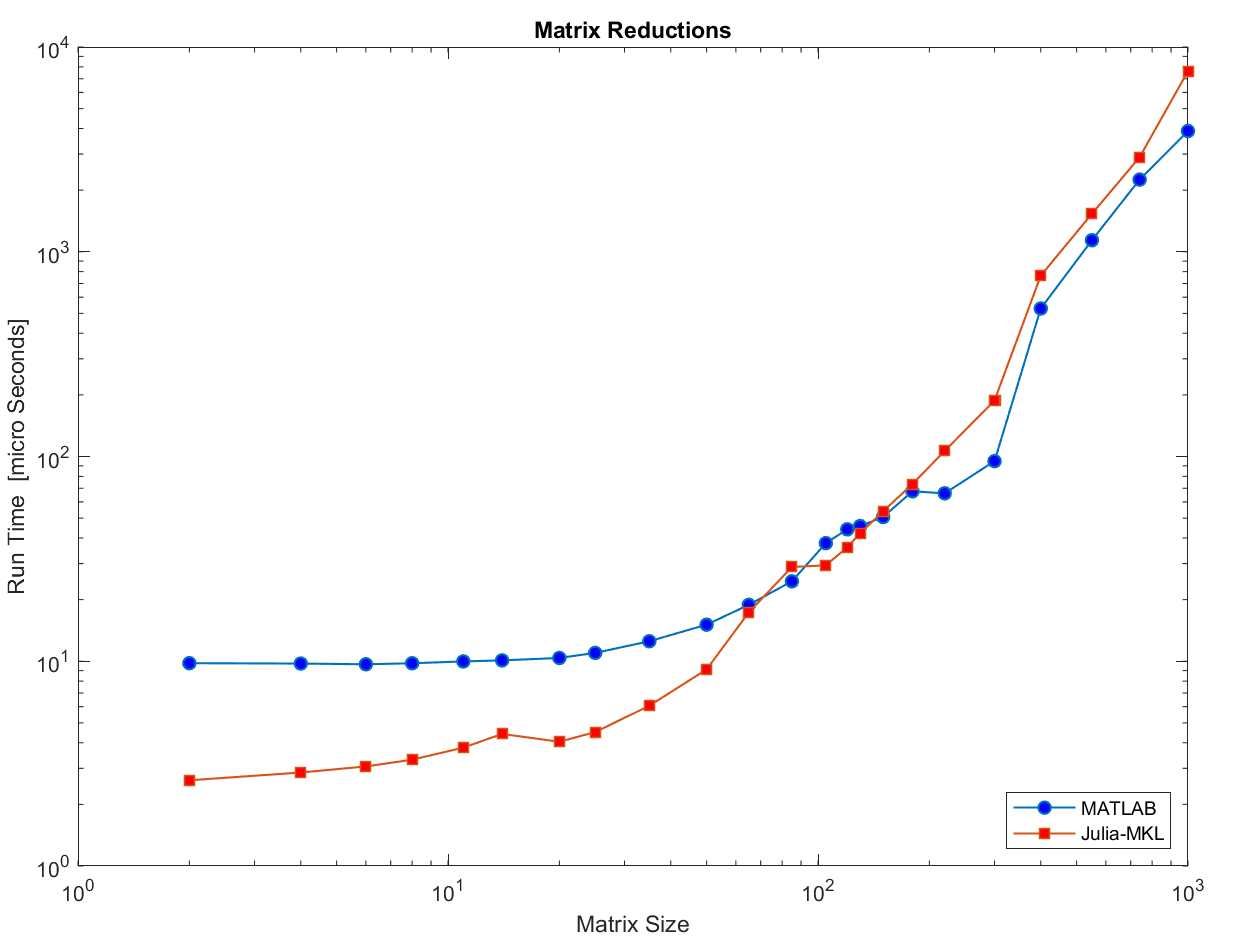 Matrix Reductions
10^4
10^3
10^2
10^1
10^0
Run Time [micro Seconds]
10^0 10^1 10^2 10^3
Matrix Size
MATLAB
Julia-MKL